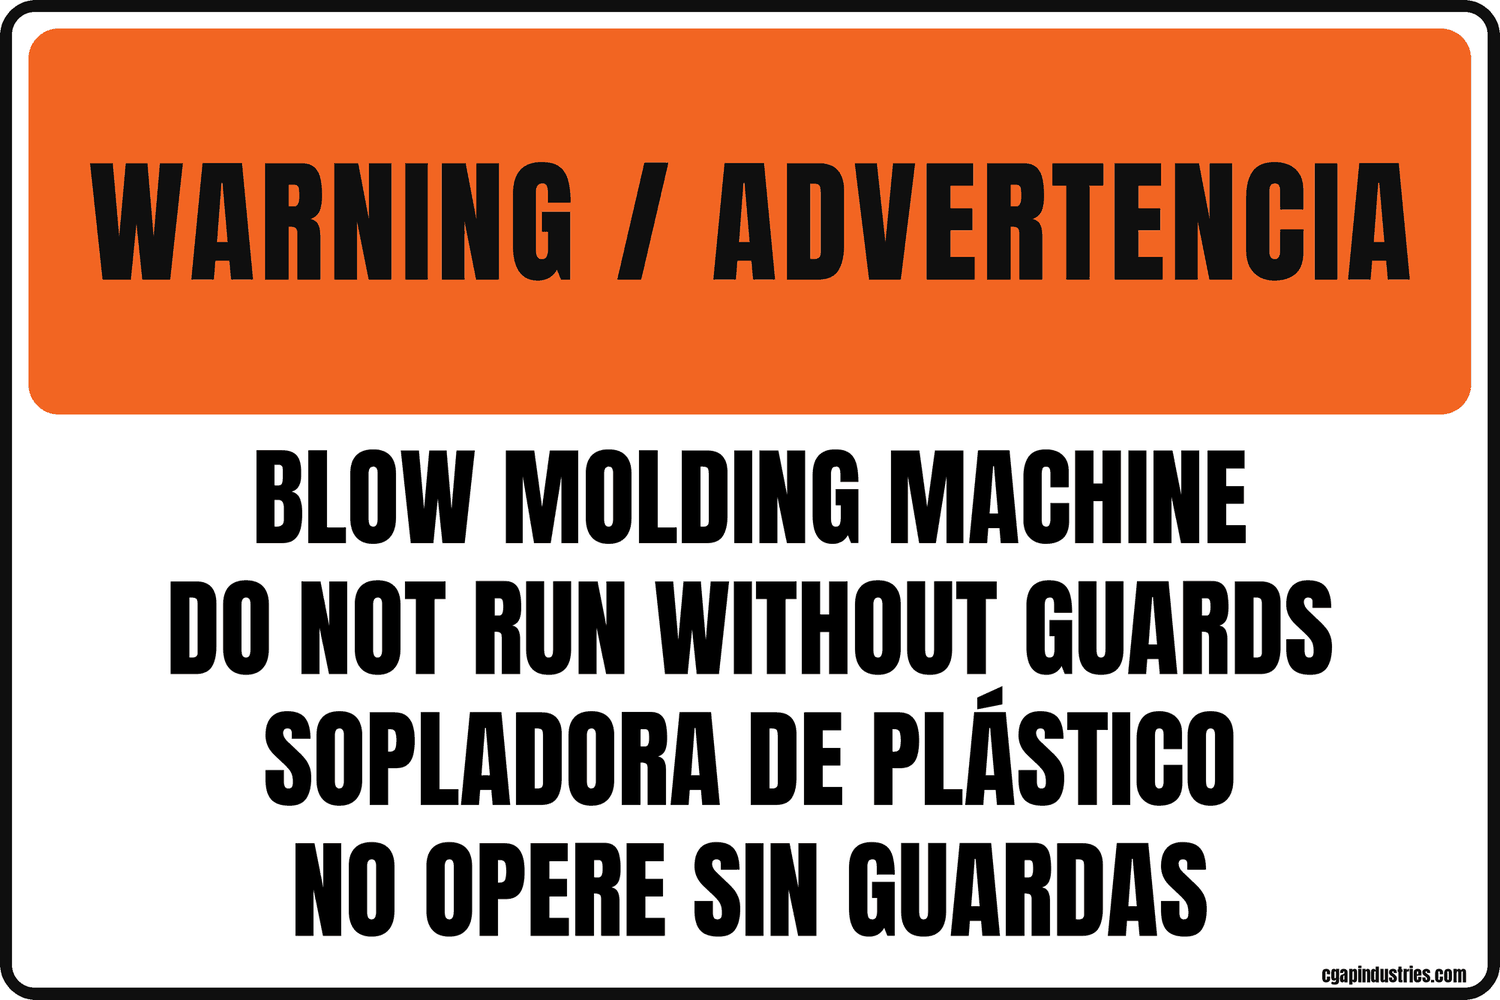 WARNING / ADVERTENCIA
BLOW MOLDING MACHINE
DO NOT RUN WITHOUT GUARDS
SOPLADORA DE PLÁSTICO
NO OPERE SIN GUARDAS
cgapindustries.com